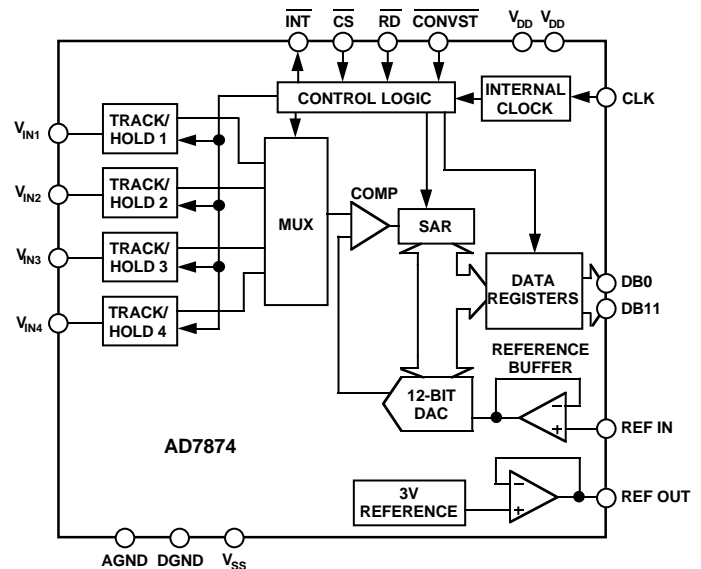 INT CS RD CONVST VDD VDD
CONTROL LOGIC
INTERNAL
CLOCK
CLK
VIN1
TRACK/
HOLD 1
VIN2
TRACK/
HOLD 2
VIN3
TRACK/
HOLD 3
VIN4
TRACK/
HOLD 4
MUX
COMP
SAR
DATA
REGISTERS
DB0
DB11
REFERENCE
BUFFER
12-BIT
DAC
–
+
REF IN
AD7874
3V
REFERENCE
–
+
REF OUT
AGND DGND VSS